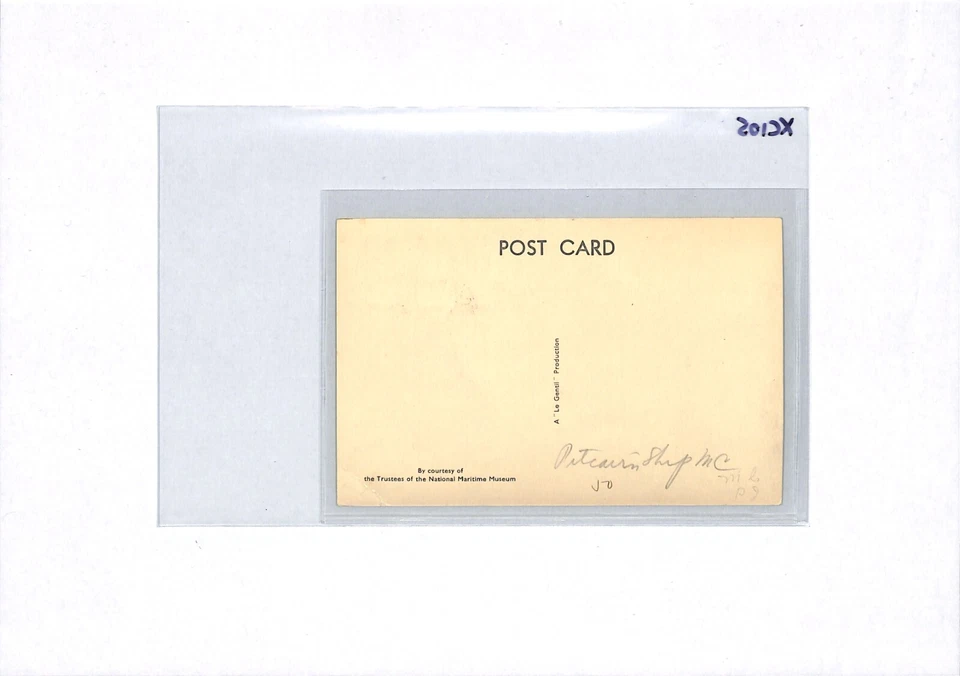 XC105
POST CARD
A "Le Gentil" Production
Pitcairn Ship MC
50
By courtesy of
the Trustees of the National Maritime Museum